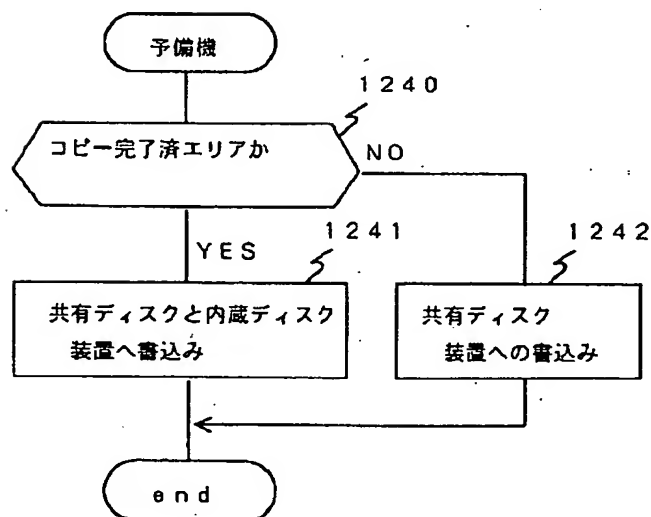 予備機
1240
コピー完了済エリアか
NO
YES
1241
1242
共有ディスクと内蔵ディスク
装置へ書込み
共有ディスク
装置への書込み
end